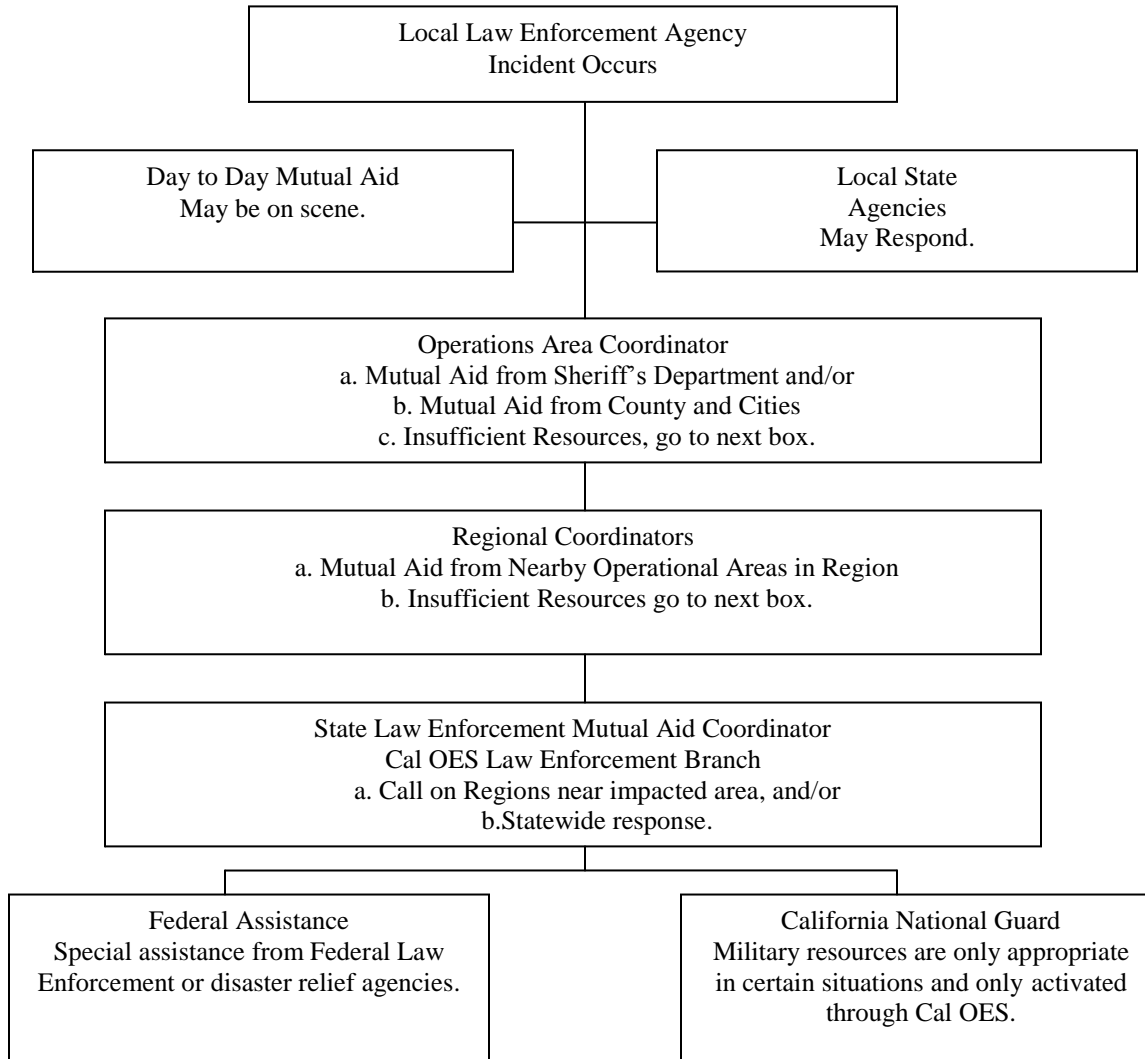 Local Law Enforcement Agency
Incident Occurs
Day to Day Mutual Aid
May be on scene.
Local State
Agencies
May Respond.
Operations Area Coordinator
a. Mutual Aid from Sheriff’s Department and/or
b. Mutual Aid from County and Cities
c. Insufficient Resources, go to next box.
Regional Coordinators
a. Mutual Aid from Nearby Operational Areas in Region
b. Insufficient Resources go to next box.
State Law Enforcement Mutual Aid Coordinator
Cal OES Law Enforcement Branch
a. Call on Regions near impacted area, and/or
b.Statewide response.
Federal Assistance
Special assistance from Federal Law
Enforcement or disaster relief agencies.
California National Guard
Military resources are only appropriate
in certain situations and only activated
through Cal OES.